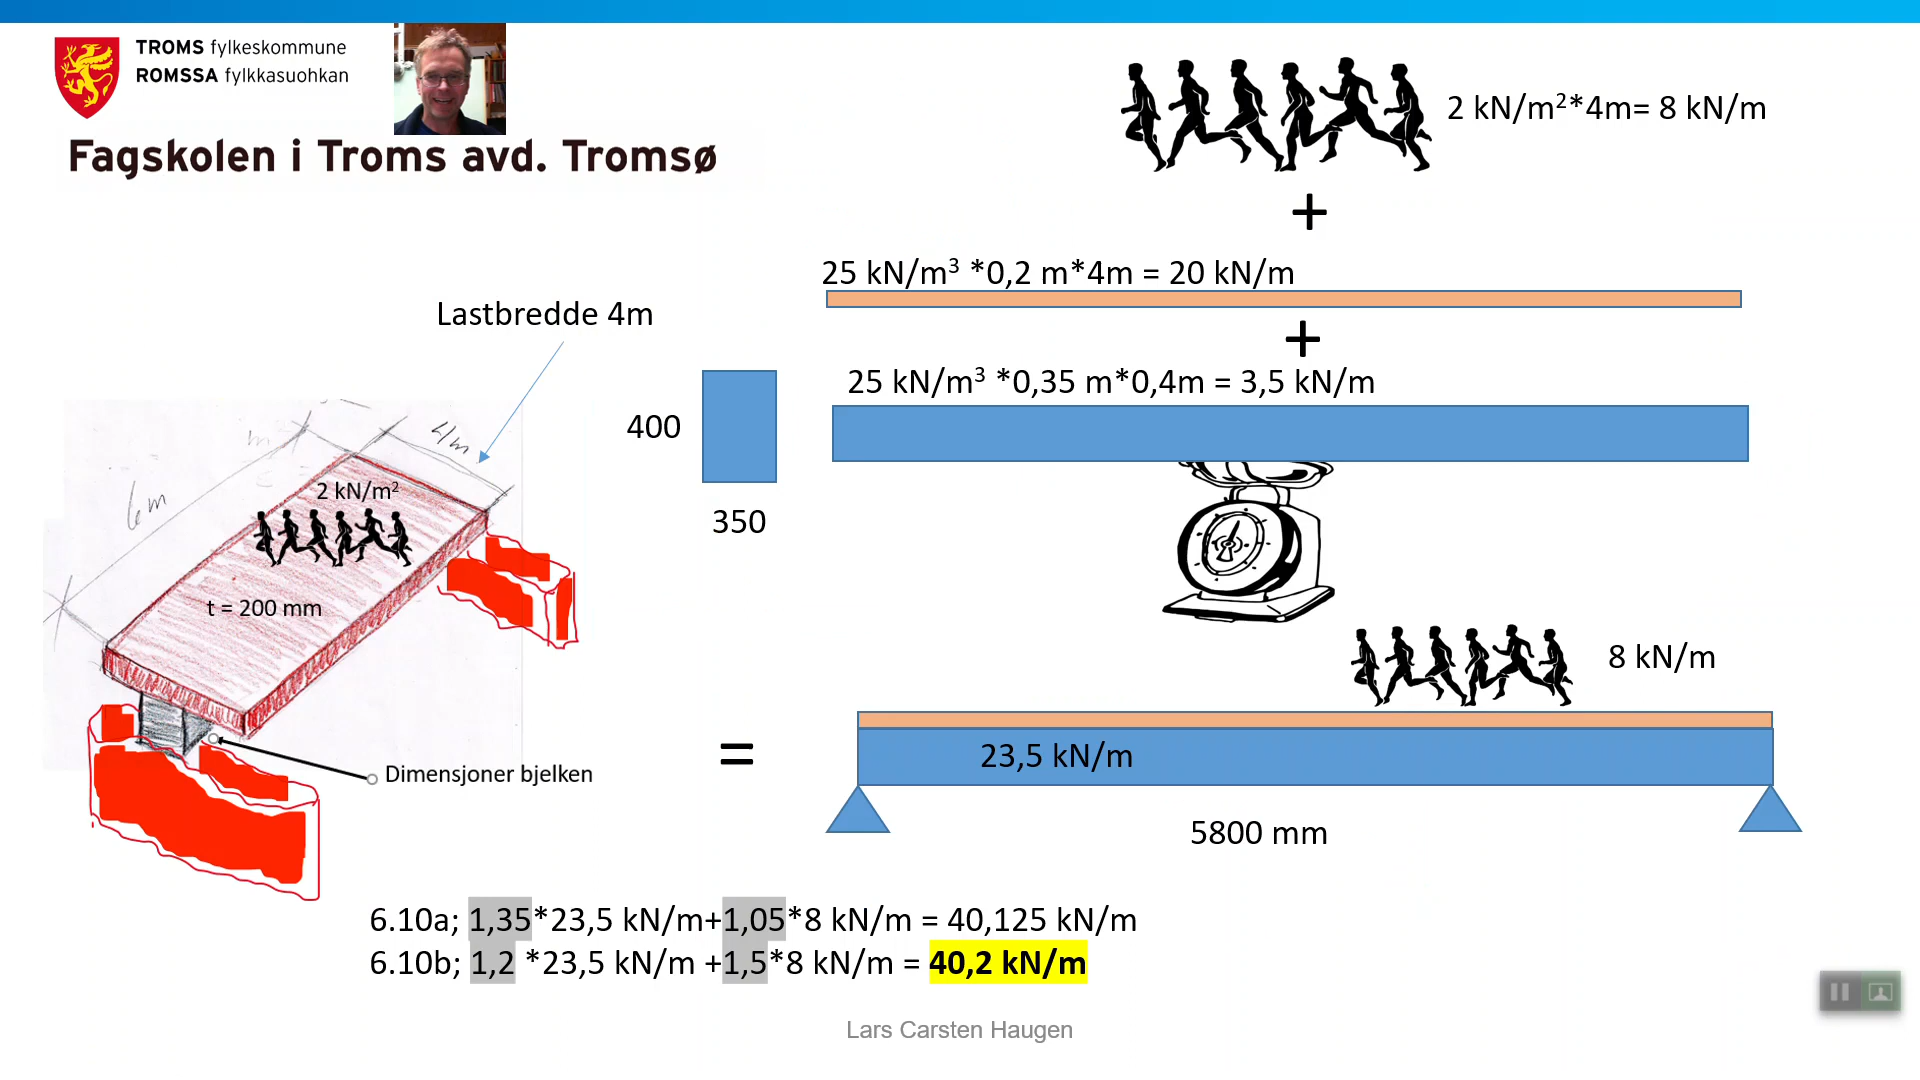 TROMS fylkeskommune
ROMSSA fylkkasuohkan
Fagskolen i Troms avd. Tromsø
2 kN/m²*4m= 8 kN/m
+
25 kN/m³ *0,2 m*4m = 20 kN/m
+
25 kN/m³ *0,35 m*0,4m = 3,5 kN/m
Lastbredde 4m
400
350
4m
6m
2 kN/m²
t = 200 mm
Dimensjoner bjelken
8 kN/m
=
23,5 kN/m
5800 mm
6.10a; 1,35*23,5 kN/m+1,05*8 kN/m = 40,125 kN/m
6.10b; 1,2 *23,5 kN/m +1,5*8 kN/m = 40,2 kN/m
Lars Carsten Haugen